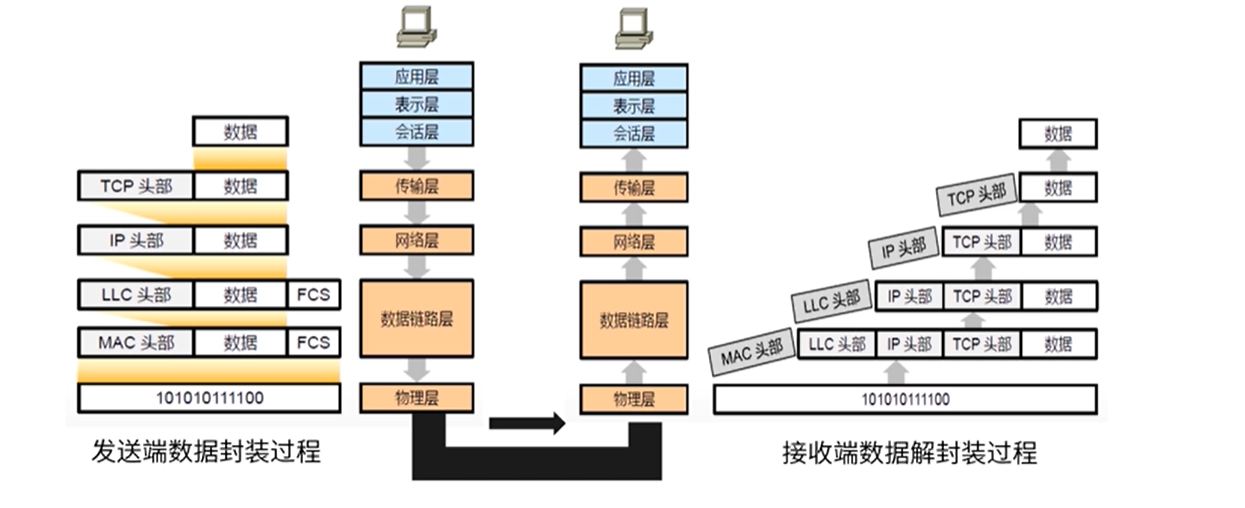 应用层
表示层
会话层
传输层
网络层
数据链路层
物理层
应用层
表示层
会话层
传输层
网络层
数据链路层
物理层
数据
TCP 头部 数据
IP 头部 数据
LLC 头部 数据 FCS
MAC 头部 数据 FCS
101010111100
发送端数据封装过程
数据
TCP 头部 数据
IP 头部 TCP 头部 数据
LLC 头部 IP 头部 TCP 头部 数据
MAC 头部 LLC 头部 IP 头部 TCP 头部 数据
101010111100
接收端数据解封装过程